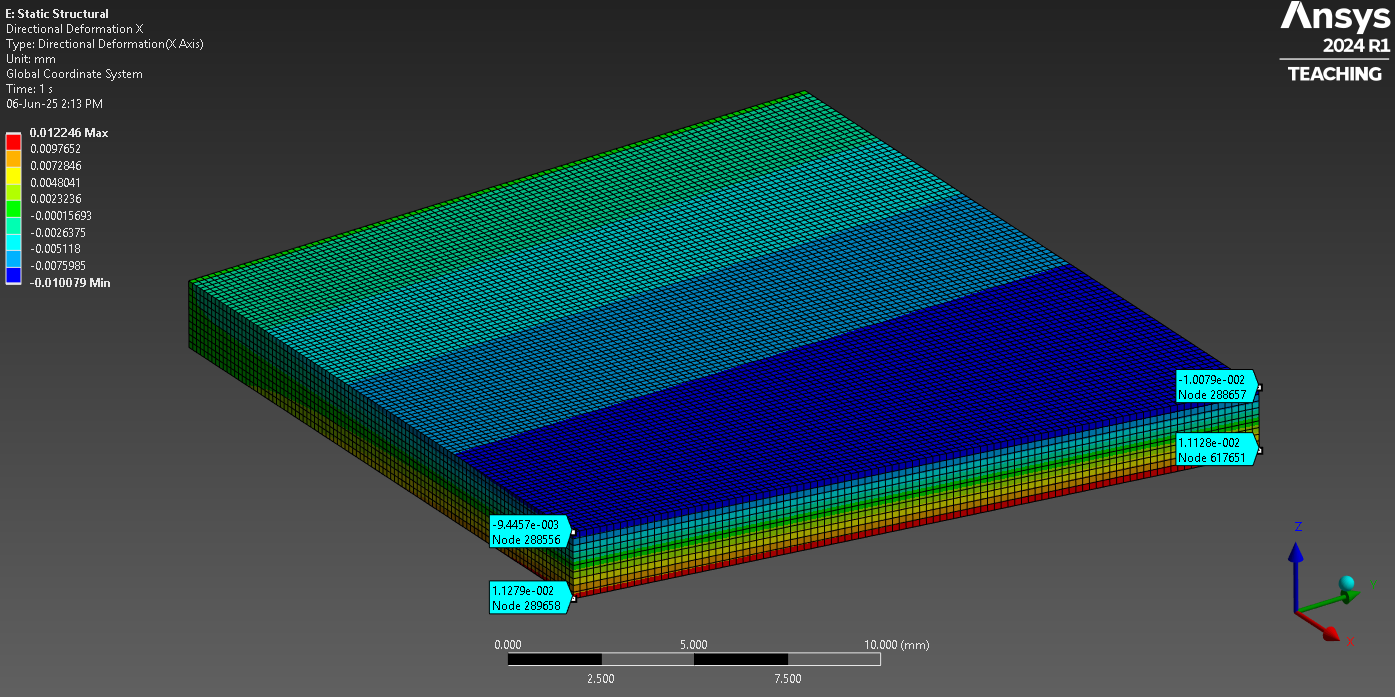 E: Static Structural
Directional Deformation X
Type: Directional Deformation(X Axis)
Unit: mm
Global Coordinate System
Time: 1 s
06-Jun-25 2:13 PM
0.012246 Max
0.0097652
0.0072846
0.0048041
0.0023236
-0.00015693
-0.0026375
-0.005118
-0.0075985
-0.010079 Min
Ansys
2024 R1
TEACHING
-1.0079e-002
Node 288657
1.1128e-002
Node 617651
-9.4457e-003
Node 288556
1.1279e-002
Node 289658
0.000 5.000 10.000 (mm)
2.500 7.500
Z
Y
X